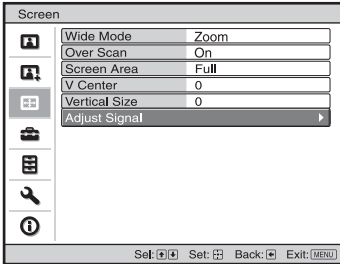 Screen
Wide Mode Zoom
Over Scan On
Screen Area Full
V Center 0
Vertical Size 0
Adjust Signal
Sel: Set: Back: Exit: MENU